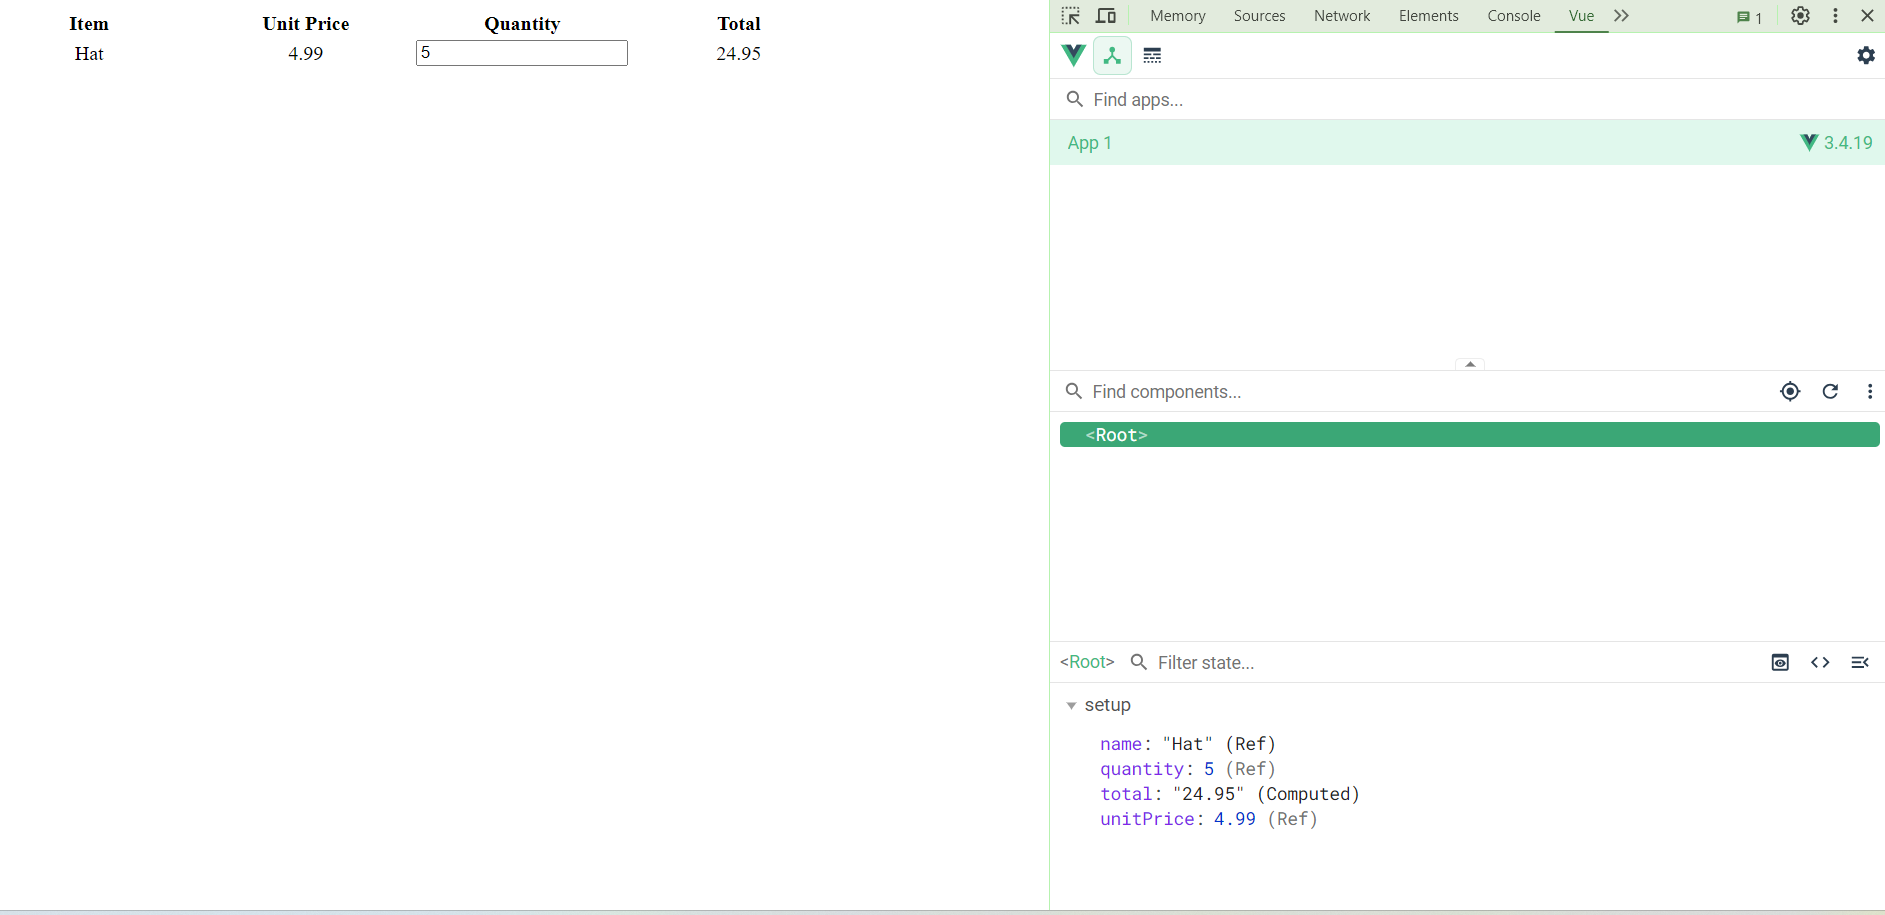 Item Unit Price Quantity Total
Hat 4.99 5 24.95
Memory Sources Network Elements Console Vue 1
Find apps...
App 1 3.4.19
Find components...
<Root>
<Root> Filter state...
setup
name: "Hat" (Ref)
quantity: 5 (Ref)
total: "24.95" (Computed)
unitPrice: 4.99 (Ref)